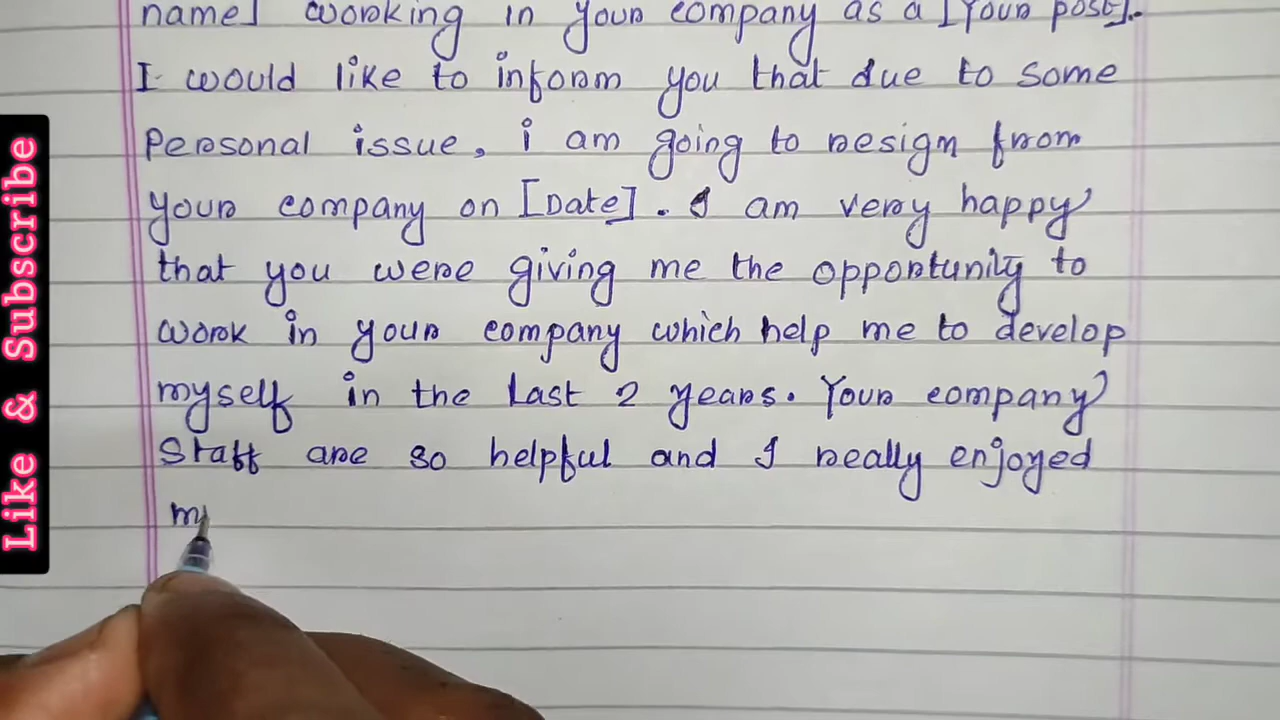 name] working in your company as a [Your post].
I would like to inform you that due to some
Personal issue, i am going to resign from
your company on [Date]. I am very happy
that you were giving me the opportunity to
work in your company which help me to develop
myself in the last 2 years. Your company
Staff are so helpful and I really enjoyed
my
Like & Subscribe